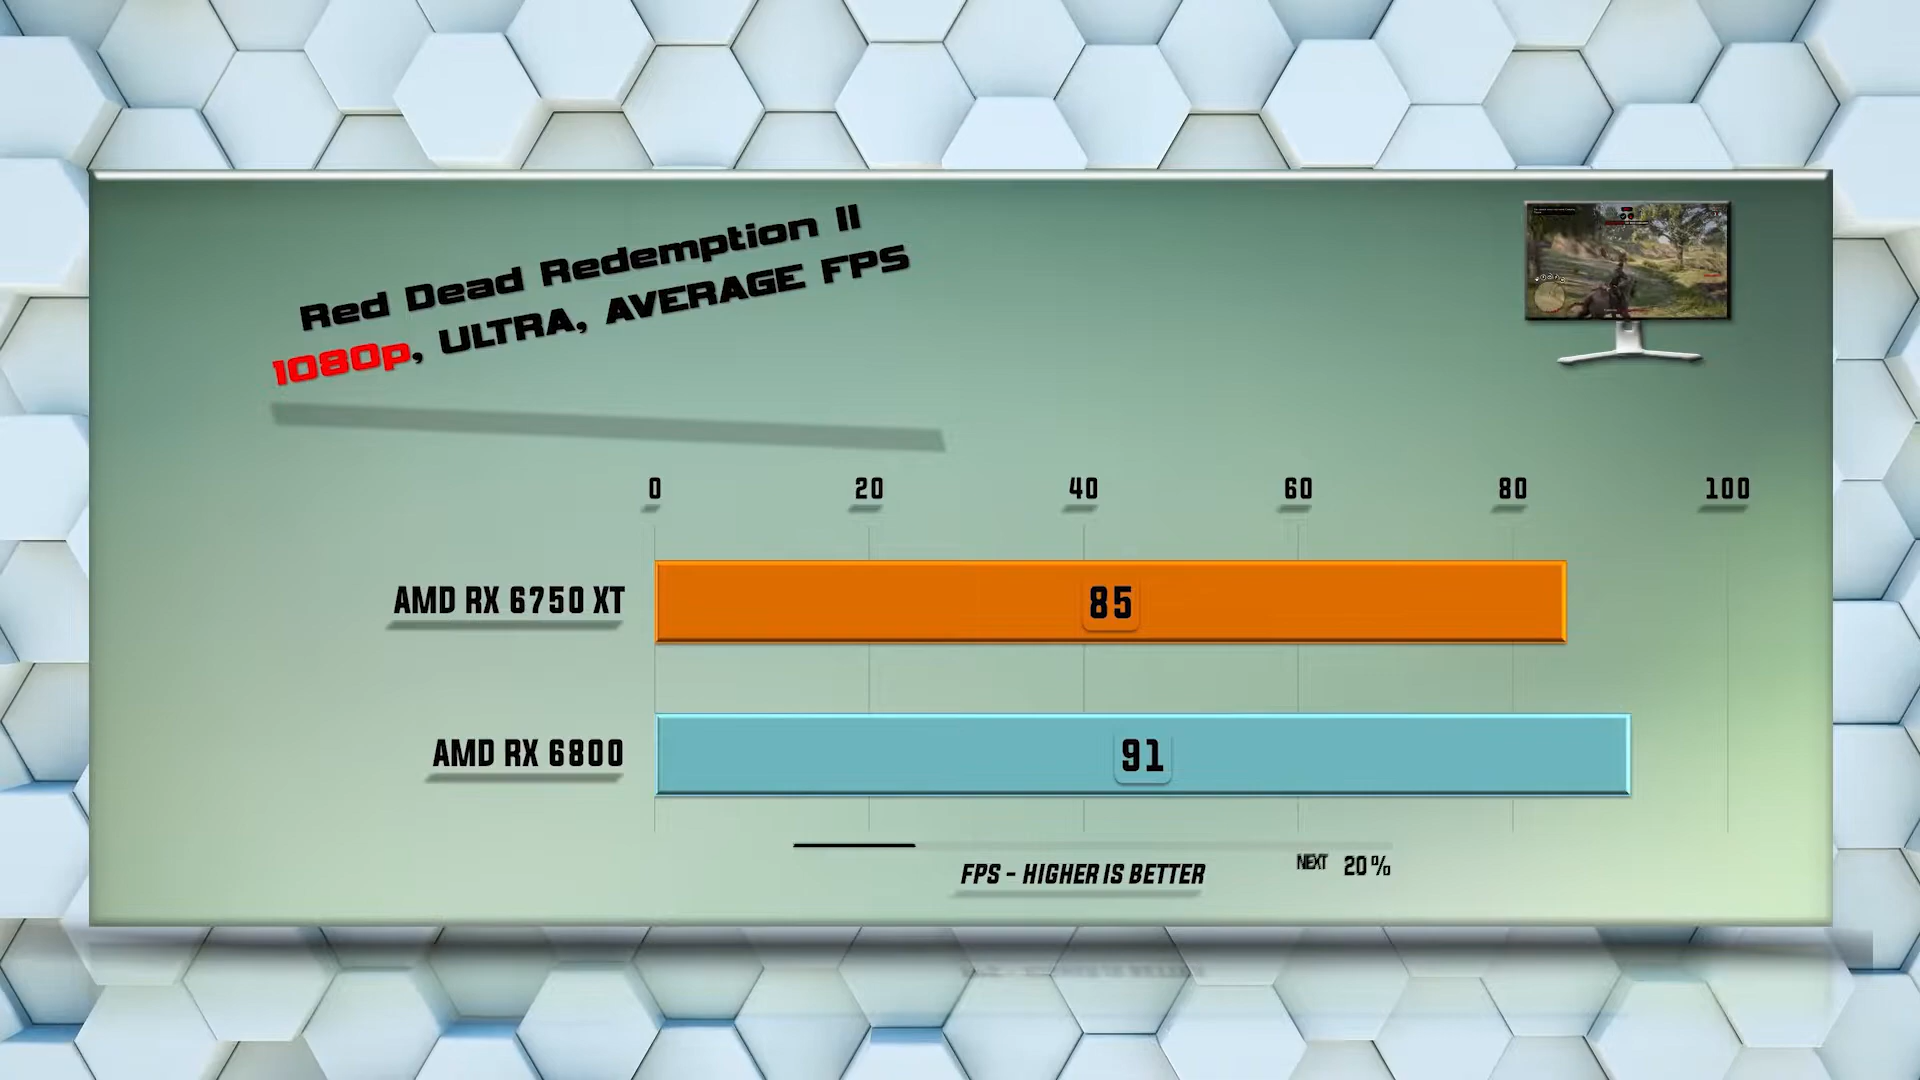 Red Dead Redemption II
1080p, ULTRA, AVERAGE FPS
0 20 40 60 80 100
AMD RX 6750 XT 85
AMD RX 6800 91
FPS - HIGHER IS BETTER
NEXT 20%